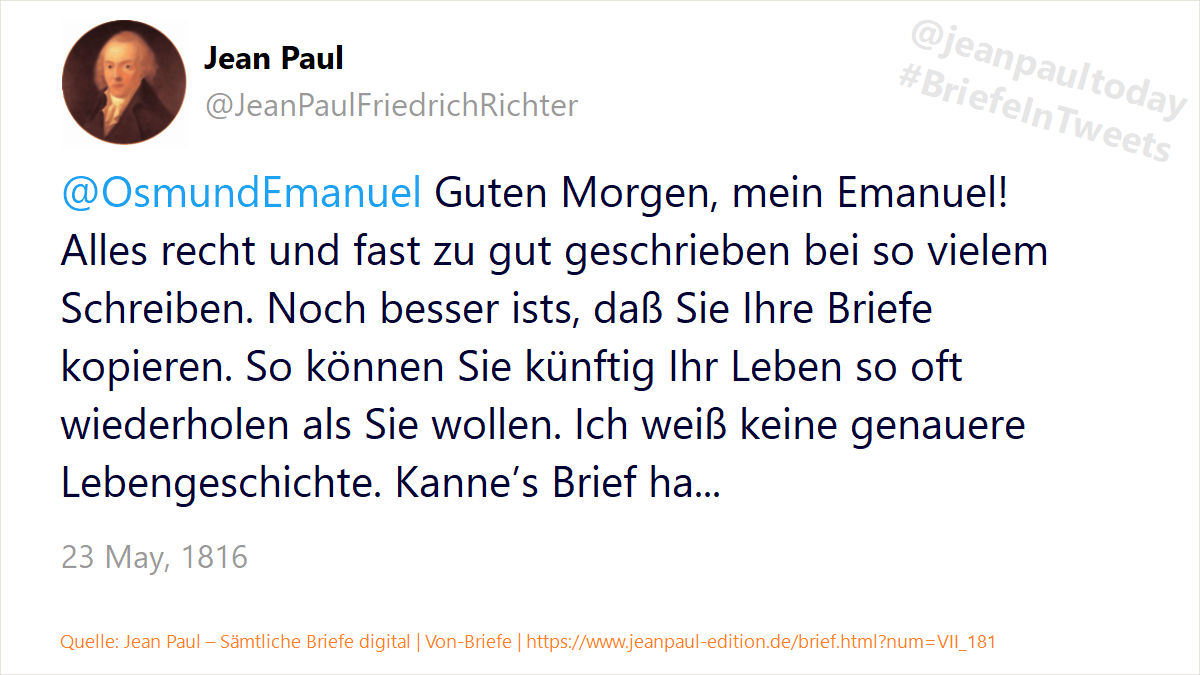 Jean Paul
@JeanPaulFriedrichRichter
@jeanpaultoday
#BriefeInTweets
@OsmundEmanuel Guten Morgen, mein Emanuel!
Alles recht und fast zu gut geschrieben bei so vielem
Schreiben. Noch besser ists, daß Sie Ihre Briefe
kopieren. So können Sie künftig Ihr Leben so oft
wiederholen als Sie wollen. Ich weiß keine genauere
Lebengeschichte. Kanne’s Brief ha...
23 May, 1816
Quelle: Jean Paul – Sämtliche Briefe digital | Von-Briefe | https://www.jeanpaul-edition.de/brief.html?num=VII_181